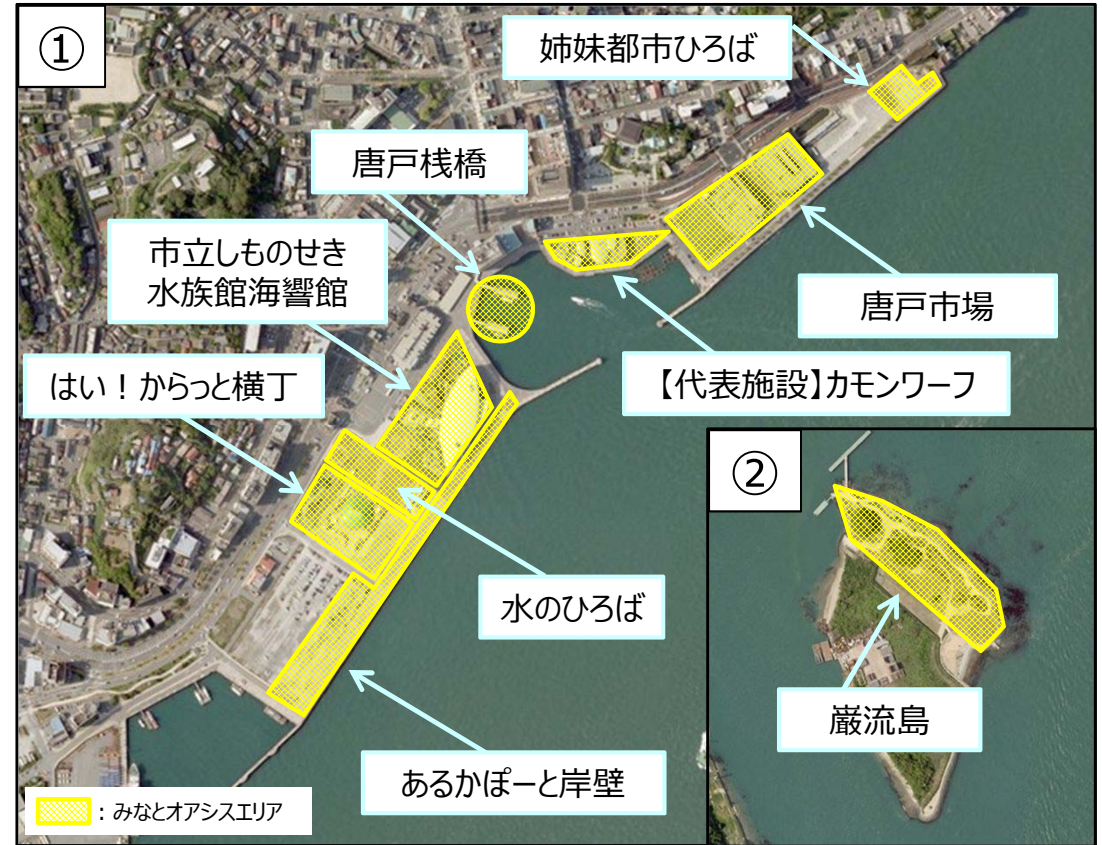 ①
姉妹都市ひろば
唐戸桟橋
市立しものせき
水族館海響館
唐戸市場
はい！からっと横丁
【代表施設】カモンワーフ
②
水のひろば
巌流島
あるかぽーと岸壁
：みなとオアシスエリア